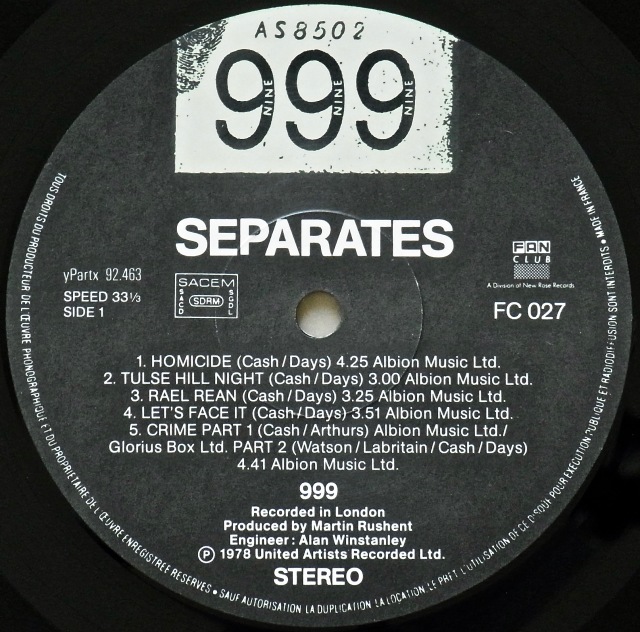 AS8502
999
NINE NINE NINE
SEPARATES
yPartx 92.463
SPEED 33⅓
SIDE 1
SACEM
SACD SDRM SGDL
FAN
CLUB
A Division of New Rose Records
FC 027
1. HOMICIDE (Cash/Days) 4.25 Albion Music Ltd.
2. TULSE HILL NIGHT (Cash/Days) 3.00 Albion Music Ltd.
3. RAEL REAN (Cash/Days) 3.25 Albion Music Ltd.
4. LET'S FACE IT (Cash/Days) 3.51 Albion Music Ltd.
5. CRIME PART 1 (Cash/Arthurs) Albion Music Ltd./
Glorius Box Ltd. PART 2 (Watson/Labritain/Cash/Days)
4.41 Albion Music Ltd.
999
Recorded in London
Produced by Martin Rushent
Engineer: Alan Winstanley
Ⓟ 1978 United Artists Recorded Ltd.
STEREO
TOUS DROITS DU PRODUCTEUR DE L'ŒUVRE PHONOGRAPHIQUE ET DU PROPRIETAIRE DE L'ŒUVRE ENREGISTREE RESERVES • SAUF AUTORISATION LA DUPLICATION, LA LOCATION, LE PRET, L'UTILISATION DE CE DISQUE POUR EXECUTION PUBLIQUE ET RADIODIFFUSION SONT INTERDITS • MADE IN FRANCE